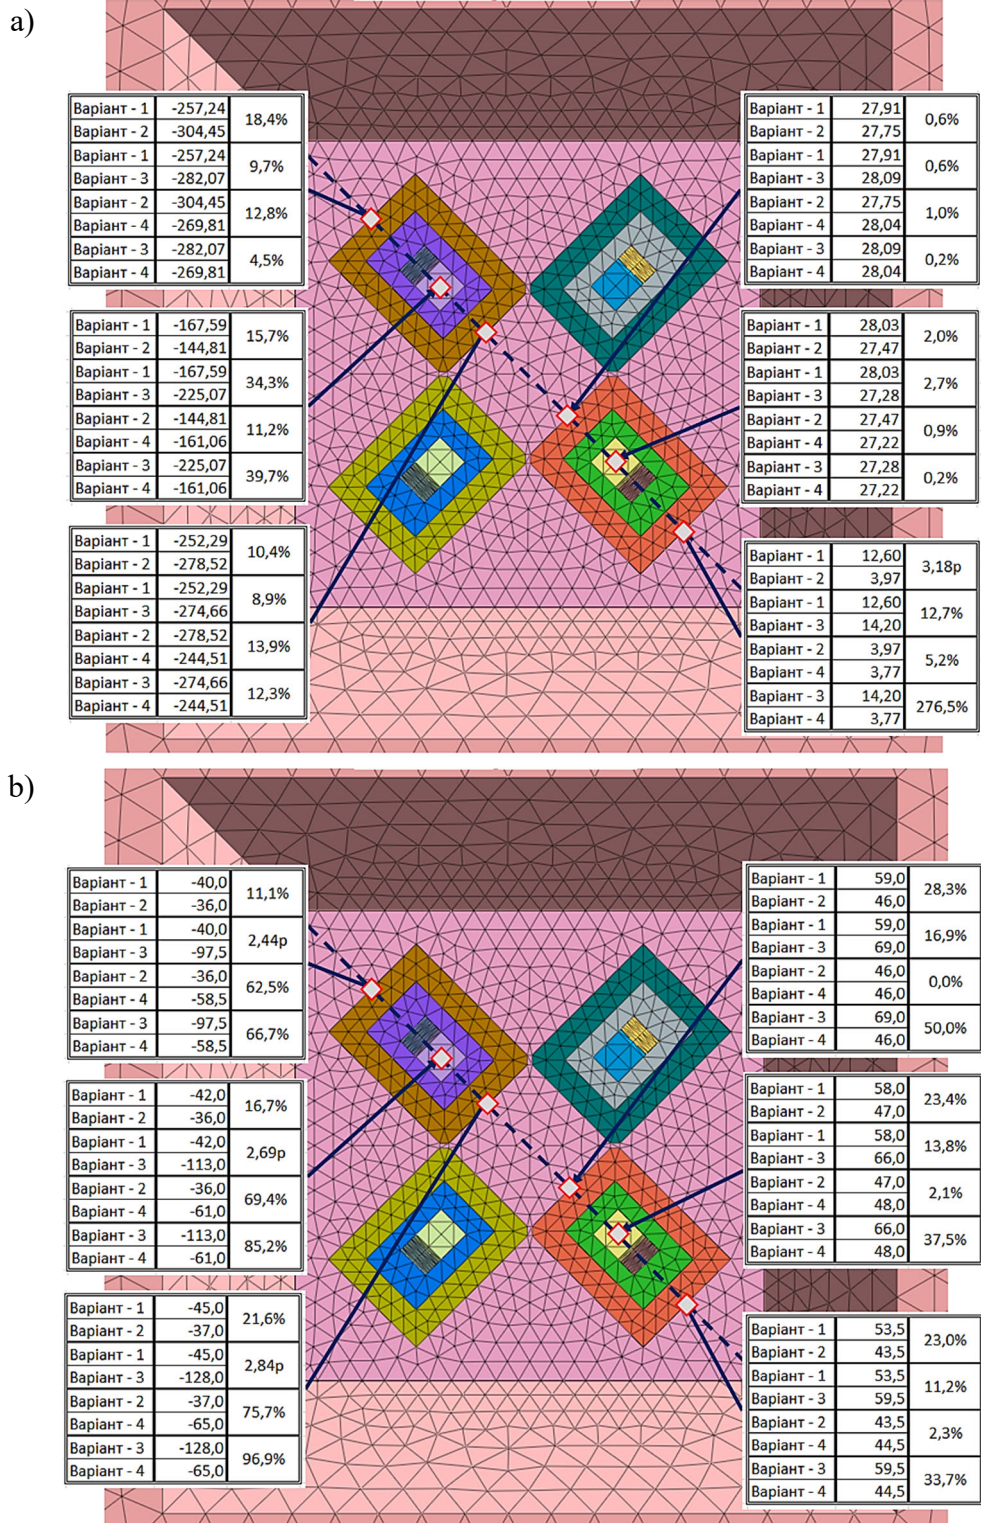 a)
Варіант - 1 -257,24 18,4%
Варіант - 2 -304,45
Варіант - 1 -257,24 9,7%
Варіант - 3 -282,07
Варіант - 2 -304,45 12,8%
Варіант - 4 -269,81
Варіант - 3 -282,07 4,5%
Варіант - 4 -269,81
Варіант - 1 27,91 0,6%
Варіант - 2 27,75
Варіант - 1 27,91 0,6%
Варіант - 3 28,09
Варіант - 2 27,75 1,0%
Варіант - 4 28,04
Варіант - 3 28,09 0,2%
Варіант - 4 28,04
Варіант - 1 -167,59 15,7%
Варіант - 2 -144,81
Варіант - 1 -167,59 34,3%
Варіант - 3 -225,07
Варіант - 2 -144,81 11,2%
Варіант - 4 -161,06
Варіант - 3 -225,07 39,7%
Варіант - 4 -161,06
Варіант - 1 28,03 2,0%
Варіант - 2 27,47
Варіант - 1 28,03 2,7%
Варіант - 3 27,28
Варіант - 2 27,47 0,9%
Варіант - 4 27,22
Варіант - 3 27,28 0,2%
Варіант - 4 27,22
Варіант - 1 -252,29 10,4%
Варіант - 2 -278,52
Варіант - 1 -252,29 8,9%
Варіант - 3 -274,66
Варіант - 2 -278,52 13,9%
Варіант - 4 -244,51
Варіант - 3 -274,66 12,3%
Варіант - 4 -244,51
Варіант - 1 12,60 3,18р
Варіант - 2 3,97
Варіант - 1 12,60 12,7%
Варіант - 3 14,20
Варіант - 2 3,97 5,2%
Варіант - 4 3,77
Варіант - 3 14,20 276,5%
Варіант - 4 3,77
b)
Варіант - 1 -40,0 11,1%
Варіант - 2 -36,0
Варіант - 1 -40,0 2,44р
Варіант - 3 -97,5
Варіант - 2 -36,0 62,5%
Варіант - 4 -58,5
Варіант - 3 -97,5 66,7%
Варіант - 4 -58,5
Варіант - 1 59,0 28,3%
Варіант - 2 46,0
Варіант - 1 59,0 16,9%
Варіант - 3 69,0
Варіант - 2 46,0 0,0%
Варіант - 4 46,0
Варіант - 3 69,0 50,0%
Варіант - 4 46,0
Варіант - 1 -42,0 16,7%
Варіант - 2 -36,0
Варіант - 1 -42,0 2,69р
Варіант - 3 -113,0
Варіант - 2 -36,0 69,4%
Варіант - 4 -61,0
Варіант - 3 -113,0 85,2%
Варіант - 4 -61,0
Варіант - 1 58,0 23,4%
Варіант - 2 47,0
Варіант - 1 58,0 13,8%
Варіант - 3 66,0
Варіант - 2 47,0 2,1%
Варіант - 4 48,0
Варіант - 3 66,0 37,5%
Варіант - 4 48,0
Варіант - 1 -45,0 21,6%
Варіант - 2 -37,0
Варіант - 1 -45,0 2,84р
Варіант - 3 -128,0
Варіант - 2 -37,0 75,7%
Варіант - 4 -65,0
Варіант - 3 -128,0 96,9%
Варіант - 4 -65,0
Варіант - 1 53,5 23,0%
Варіант - 2 43,5
Варіант - 1 53,5 11,2%
Варіант - 3 59,5
Варіант - 2 43,5 2,3%
Варіант - 4 44,5
Варіант - 3 59,5 33,7%
Варіант - 4 44,5